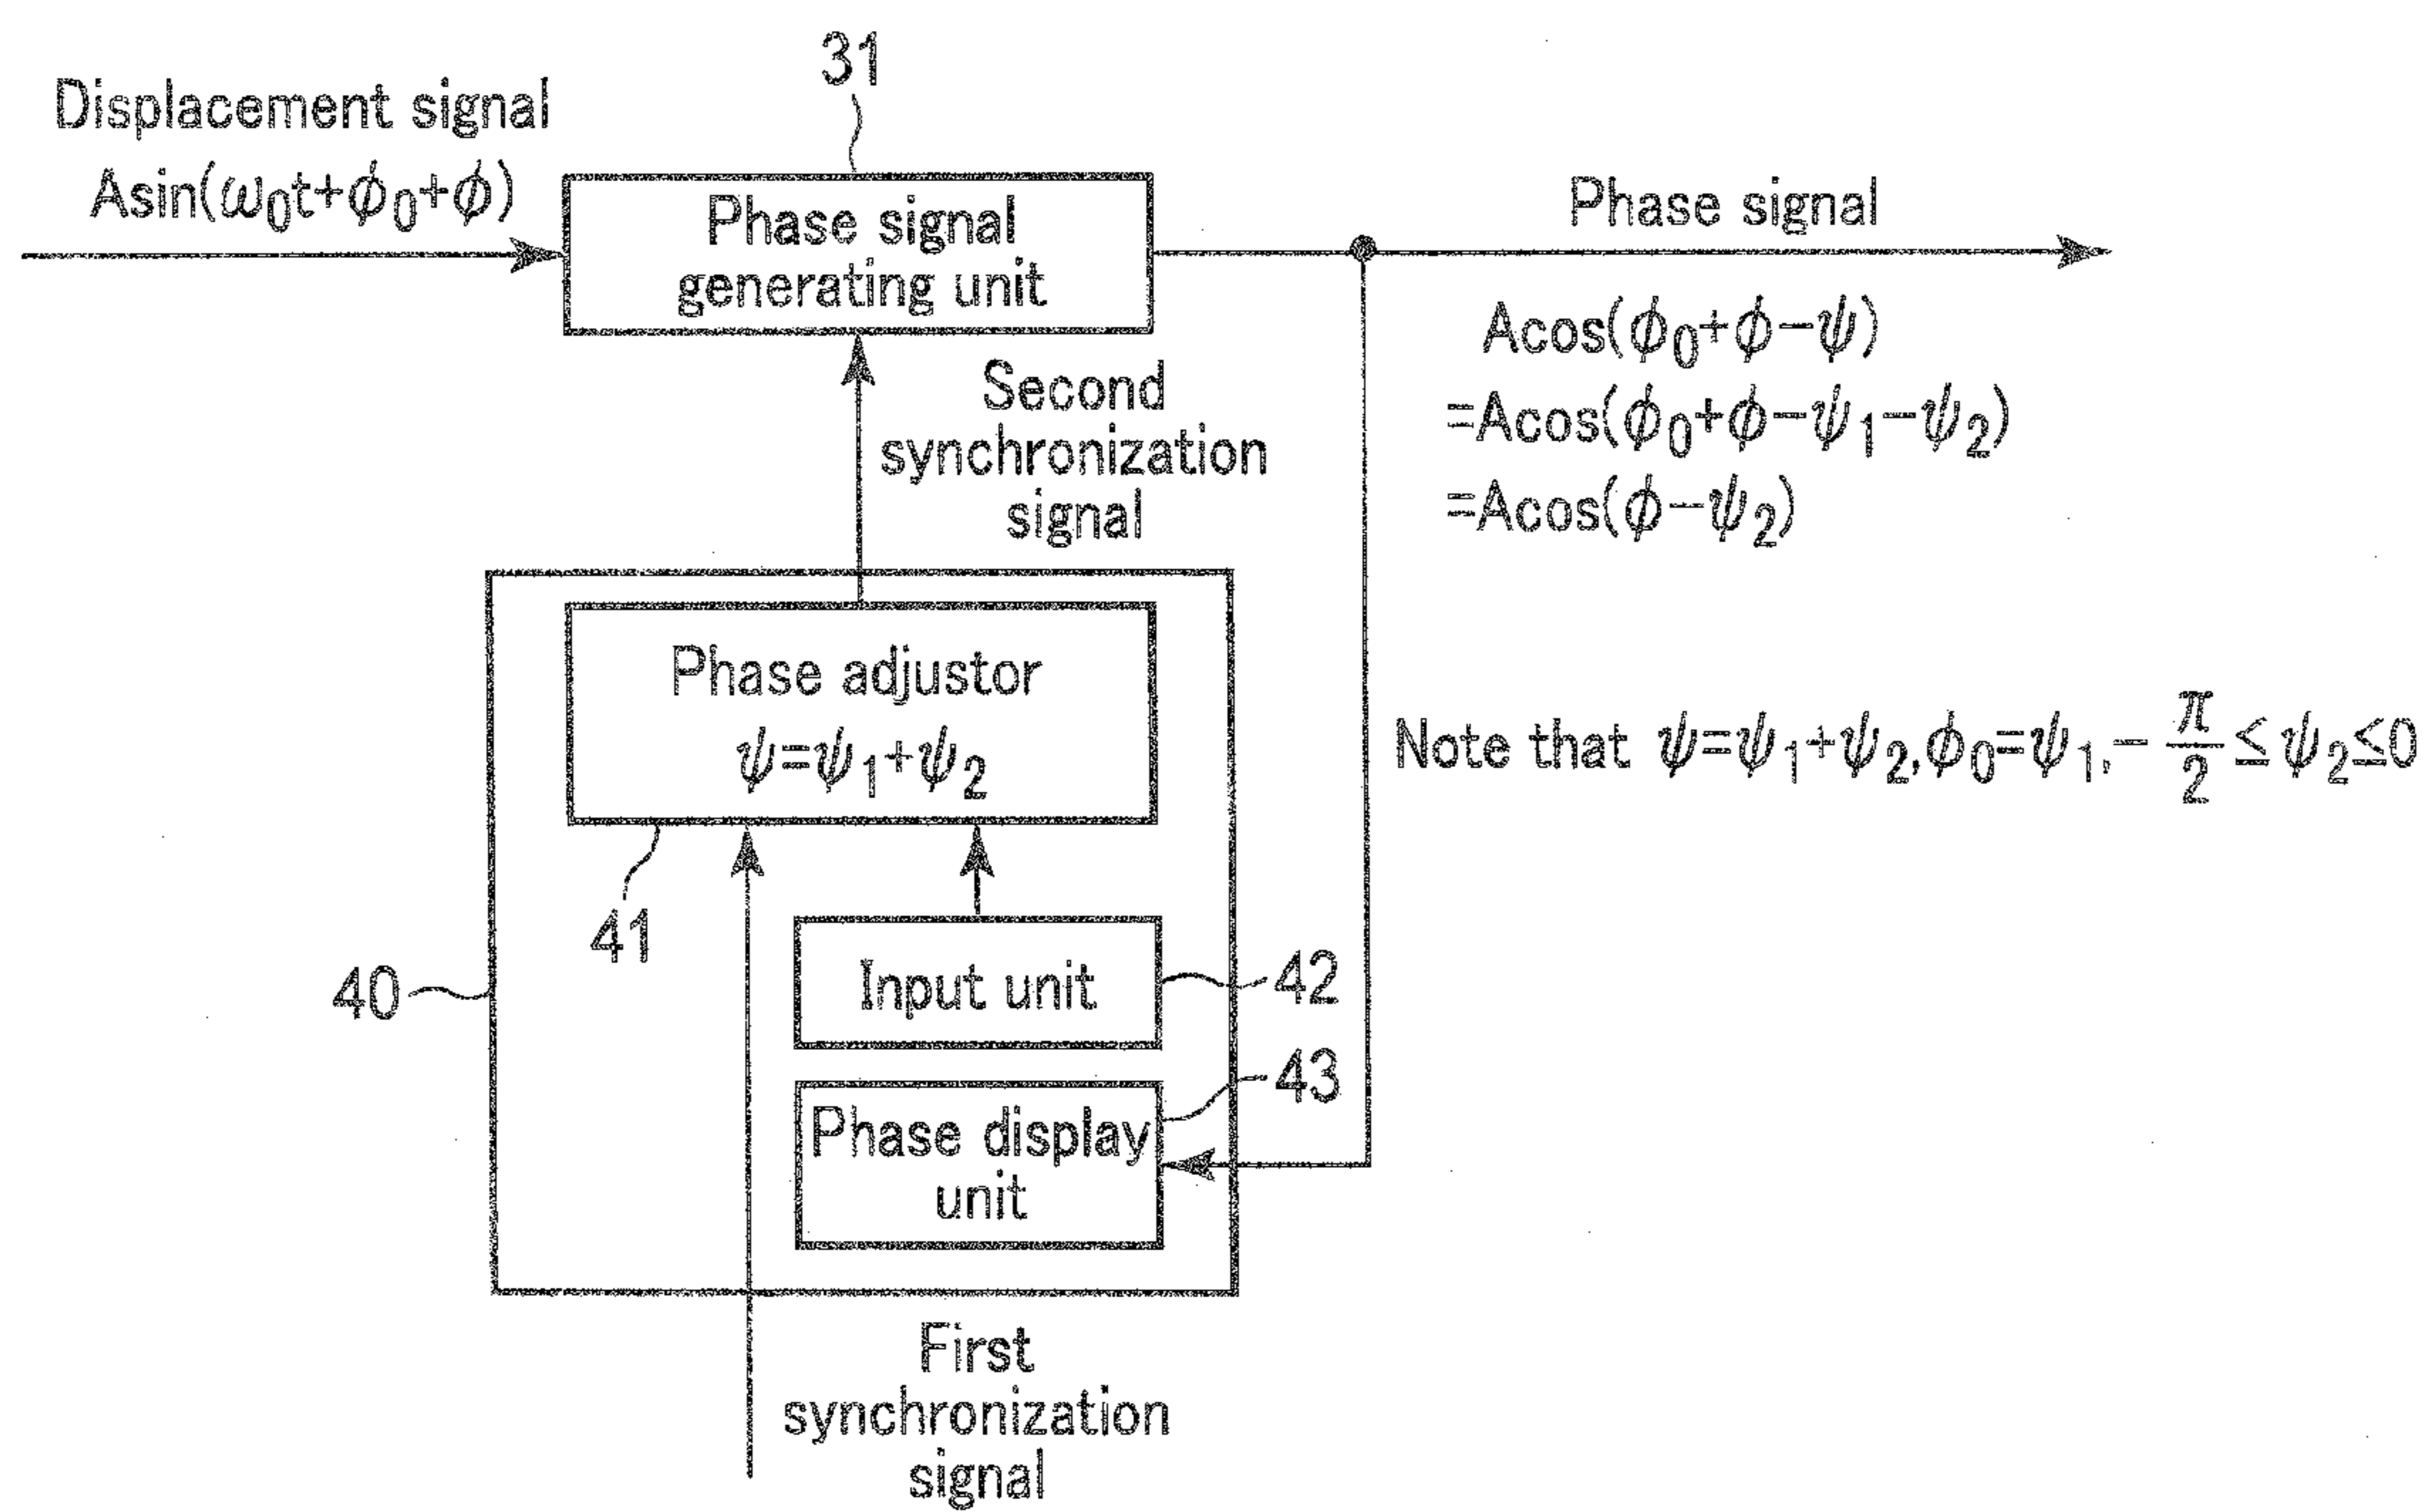 31
Displacement signal
Asin(ω₀t+ϕ₀+ϕ)
Phase signal
generating unit
Phase signal
Acos(ϕ₀+ϕ−ψ)
=Acos(ϕ₀+ϕ−ψ₁−ψ₂)
=Acos(ϕ−ψ₂)
Second
synchronization
signal
Phase adjustor
ψ=ψ₁+ψ₂
Note that ψ=ψ₁+ψ₂,ϕ₀=ψ₁,−π/2≤ψ₂≤0
41
40
Input unit
42
43
Phase display
unit
First
synchronization
signal